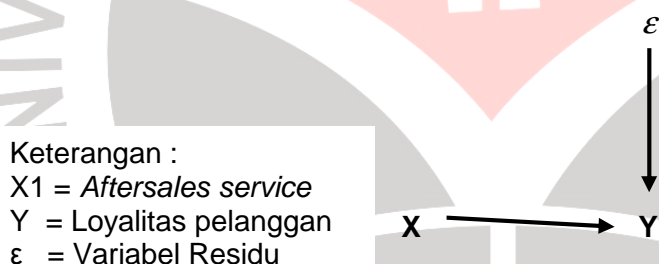 ε
Keterangan :
X1 = Aftersales service
Y = Loyalitas pelanggan
X Y
ε = Variabel Residu